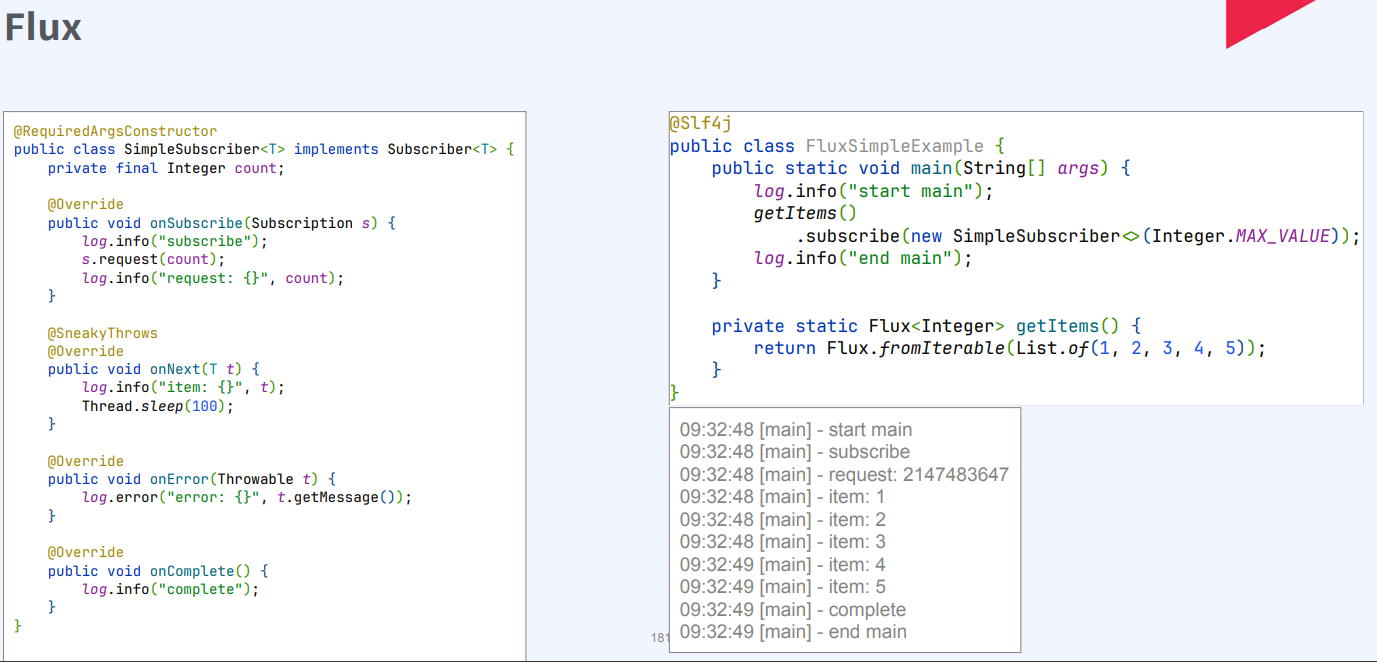 Flux
@RequiredArgsConstructor
public class SimpleSubscriber<T> implements Subscriber<T> {
    private final Integer count;

    @Override
    public void onSubscribe(Subscription s) {
        log.info("subscribe");
        s.request(count);
        log.info("request: {}", count);
    }

    @SneakyThrows
    @Override
    public void onNext(T t) {
        log.info("item: {}", t);
        Thread.sleep(100);
    }

    @Override
    public void onError(Throwable t) {
        log.error("error: {}", t.getMessage());
    }

    @Override
    public void onComplete() {
        log.info("complete");
    }
}
@Slf4j
public class FluxSimpleExample {
    public static void main(String[] args) {
        log.info("start main");
        getItems()
            .subscribe(new SimpleSubscriber<>(Integer.MAX_VALUE));
        log.info("end main");
    }

    private static Flux<Integer> getItems() {
        return Flux.fromIterable(List.of(1, 2, 3, 4, 5));
    }
}
09:32:48 [main] - start main
09:32:48 [main] - subscribe
09:32:48 [main] - request: 2147483647
09:32:48 [main] - item: 1
09:32:48 [main] - item: 2
09:32:48 [main] - item: 3
09:32:49 [main] - item: 4
09:32:49 [main] - item: 5
09:32:49 [main] - complete
09:32:49 [main] - end main
181